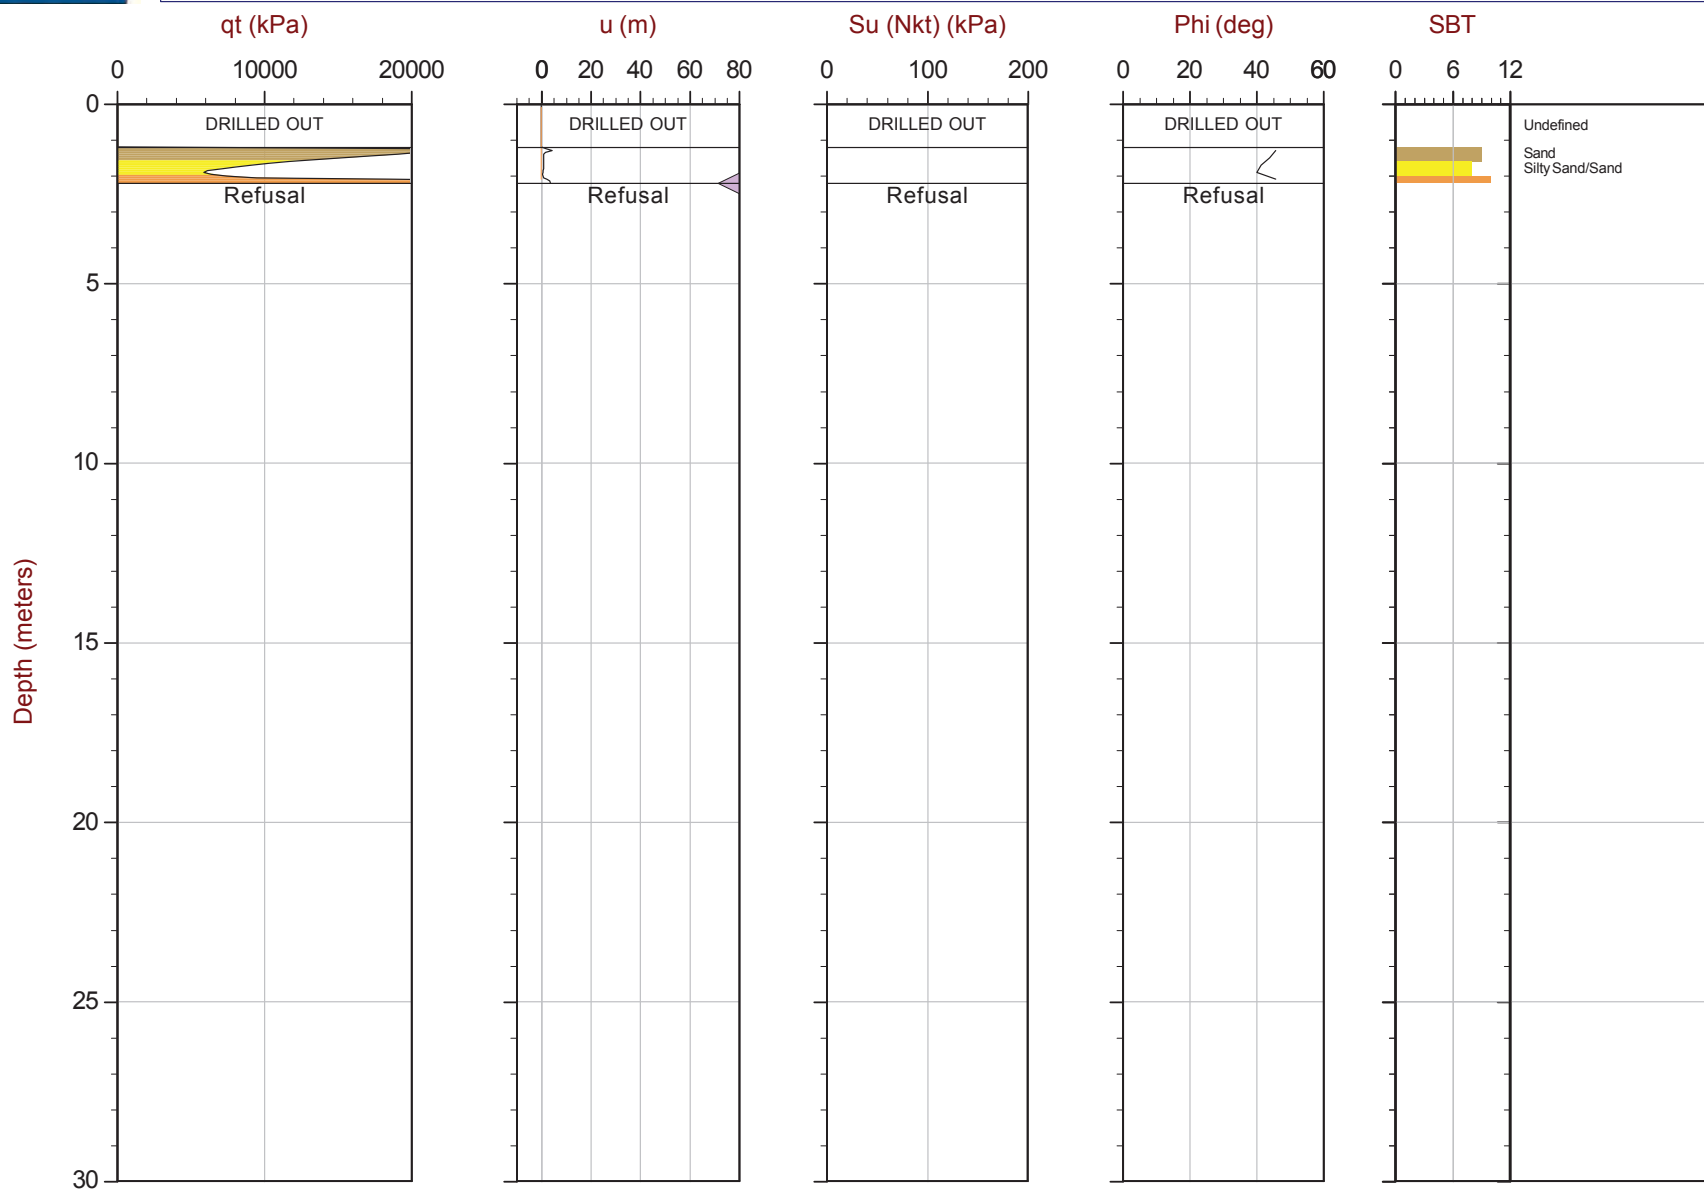 qt (kPa) u (m) Su (Nkt) (kPa) Phi (deg) SBT
0 10000 20000 0 20 40 60 80 0 100 200 0 20 40 60 0 6 12
0
DRILLED OUT DRILLED OUT DRILLED OUT DRILLED OUT Undefined
Sand
Silty Sand/Sand
Refusal Refusal Refusal Refusal
5
10
15
20
25
30
Depth (meters)